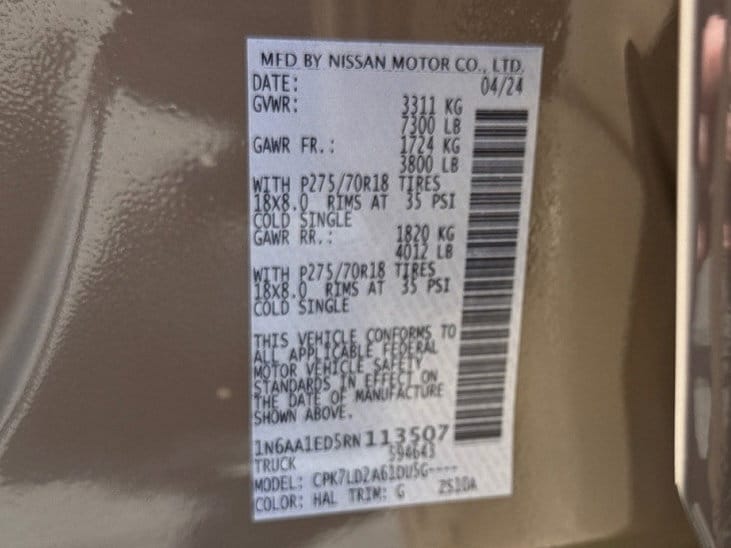 MFD BY NISSAN MOTOR CO., LTD.
DATE: 04/24
GVWR: 3311 KG
7300 LB
GAWR FR.: 1724 KG
3800 LB
WITH P275/70R18 TIRES
18X8.0 RIMS AT 35 PSI
COLD SINGLE
GAWR RR.: 1820 KG
4012 LB
WITH P275/70R18 TIRES
18X8.0 RIMS AT 35 PSI
COLD SINGLE
THIS VEHICLE CONFORMS TO
ALL APPLICABLE FEDERAL
MOTOR VEHICLE SAFETY
STANDARDS IN EFFECT ON
THE DATE OF MANUFACTURE
SHOWN ABOVE.
1N6AA1ED5RN113507
TRUCK 594643
MODEL: CPK7LD2A61DU5G----
COLOR: HAL TRIM: G 2510A